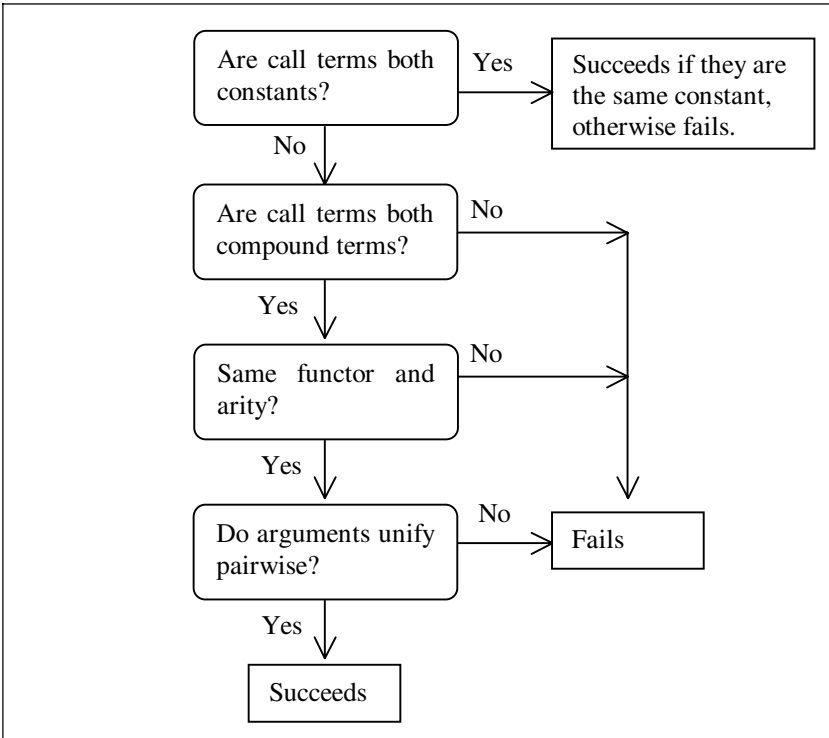 Are call terms both
constants?
Yes
Succeeds if they are
the same constant,
otherwise fails.
No
Are call terms both
compound terms?
No
Yes
Same functor and
arity?
No
Yes
Do arguments unify
pairwise?
No
Fails
Yes
Succeeds